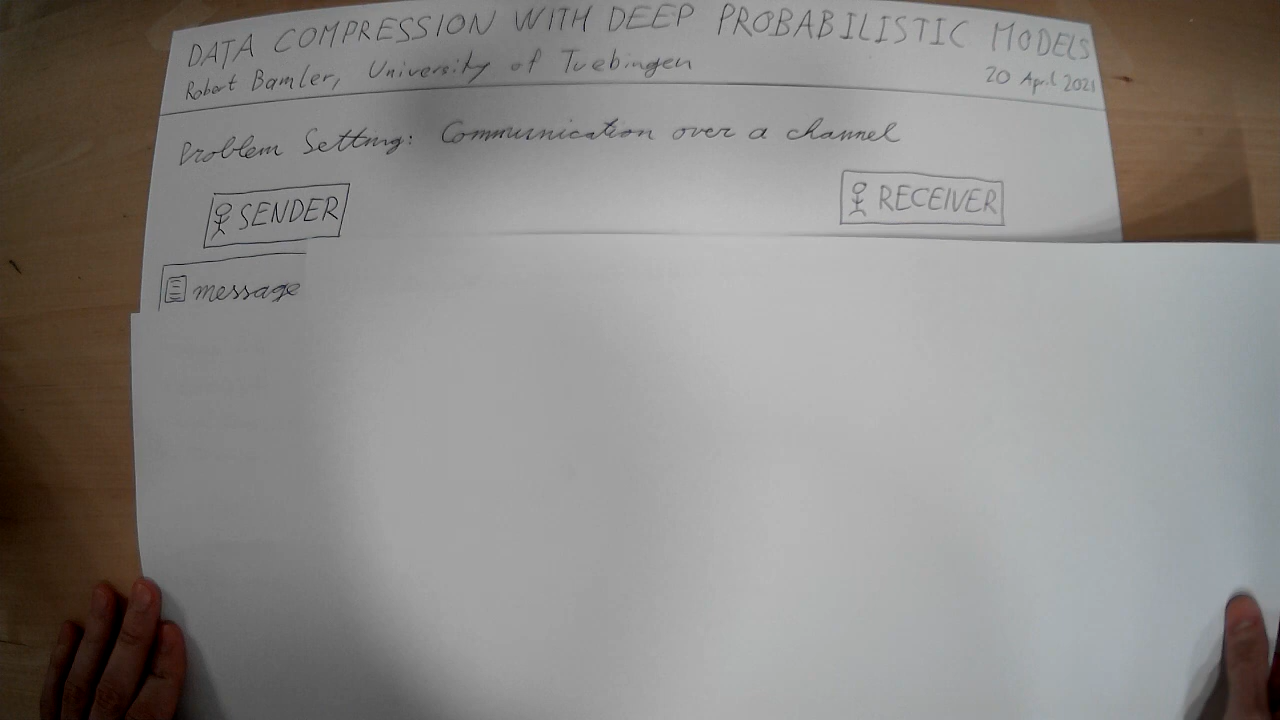 DATA COMPRESSION WITH DEEP PROBABILISTIC MODELS
Robert Bamler, University of Tuebingen
20 April 2021
Problem Setting: Communication over a channel
SENDER
RECEIVER
message